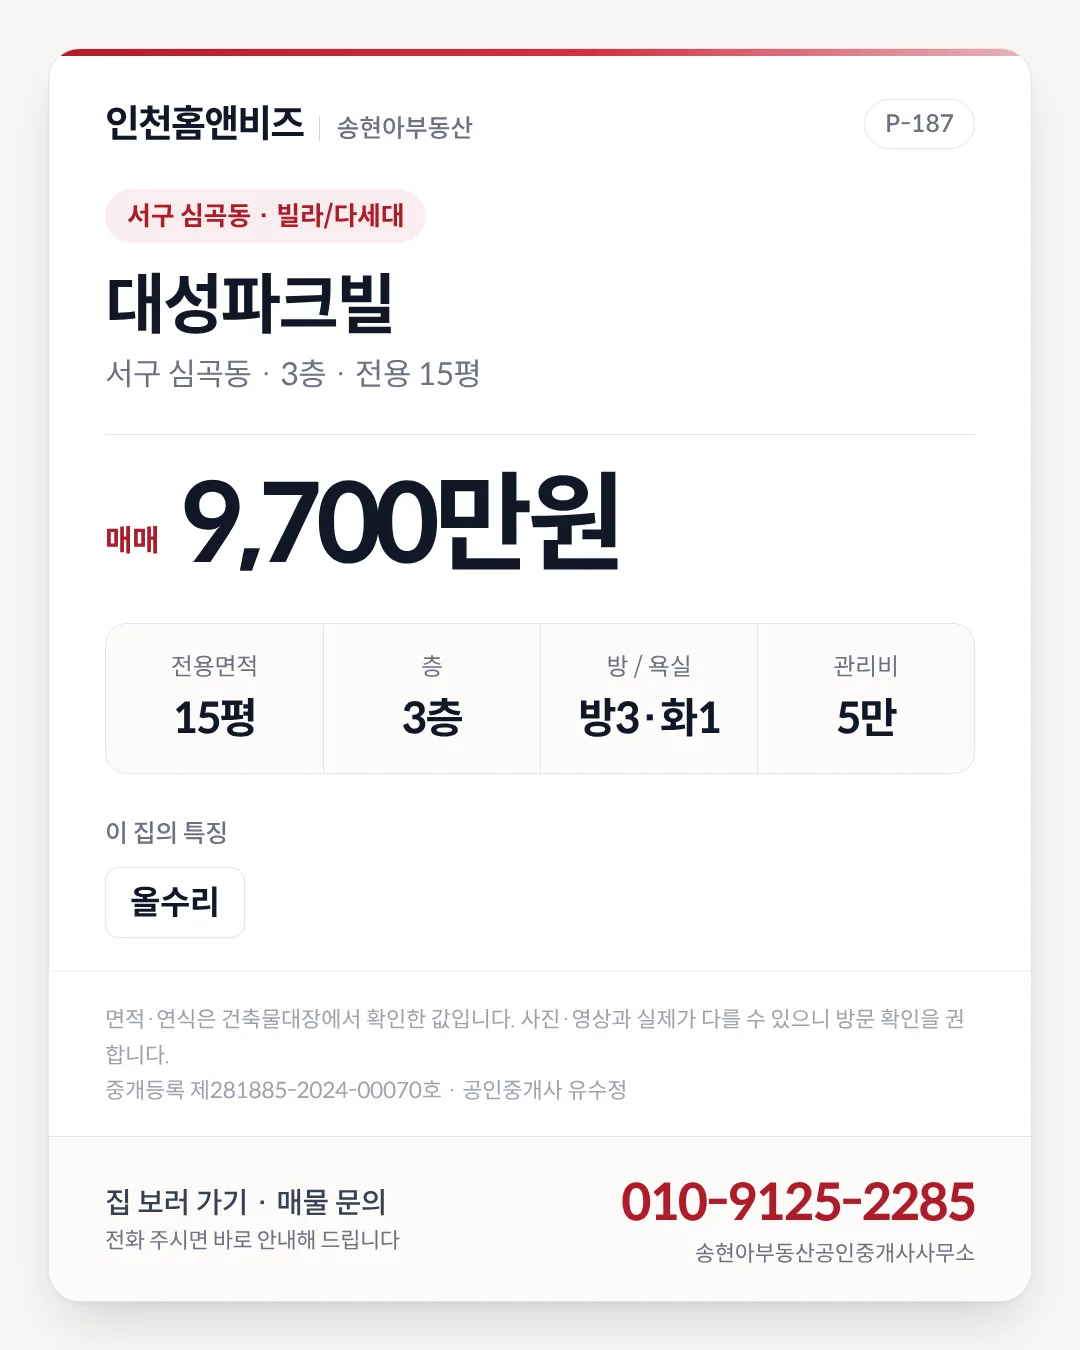 인천홈앤비즈 | 송현아부동산
P-187
서구 심곡동 · 빌라/다세대
대성파크빌
서구 심곡동 · 3층 · 전용 15평
매매 9,700만원
전용면적 층 방 / 욕실 관리비
15평 3층 방3·화1 5만
이 집의 특징
올수리
면적·연식은 건축물대장에서 확인한 값입니다. 사진·영상과 실제가 다를 수 있으니 방문 확인을 권
합니다.
중개등록 제281885-2024-00070호 · 공인중개사 유수정
집 보러 가기 · 매물 문의
전화 주시면 바로 안내해 드립니다
010-9125-2285
송현아부동산공인중개사사무소